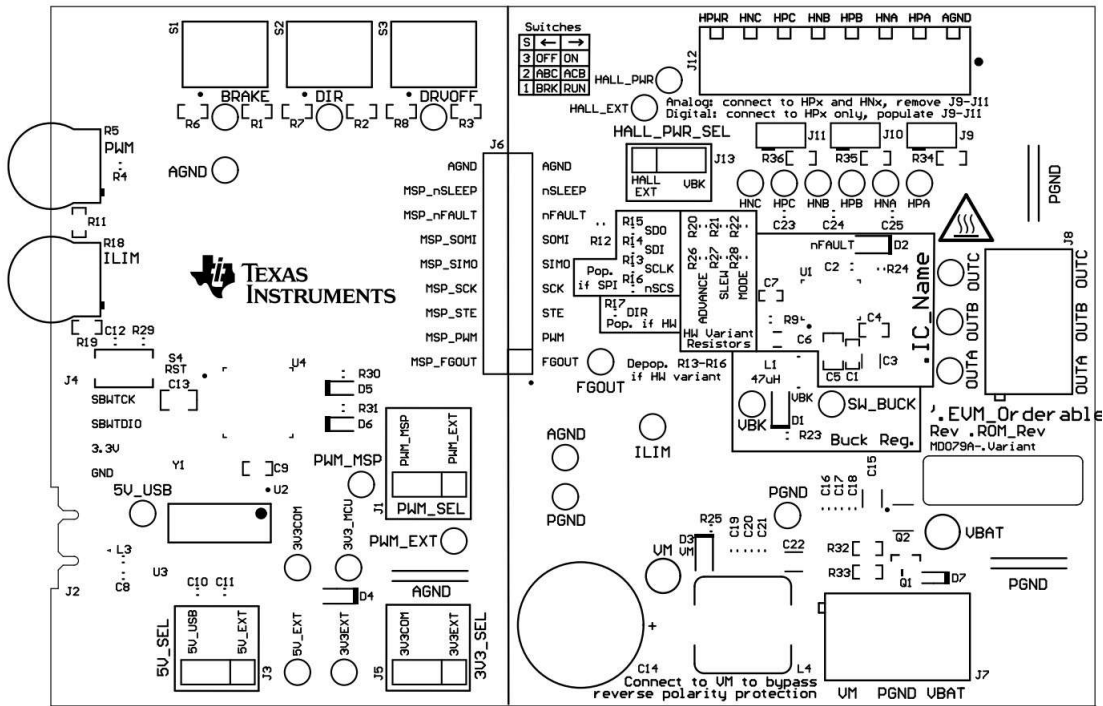 S1
S2
S3
BRAKE
DIR
DRVOFF
R6
R1
R7
R2
R8
R3
Switches
S ← →
3 OFF ON
2 ABC ACB
1 BRK RUN
HPWR HNC HPC HNB HPB HNA HPA AGND
J12
HALL_PWR
HALL_EXT
Analog: connect to HPx and HNx, remove J9-J11
Digital: connect to HPx only, populate J9-J11
HALL_PWR_SEL
J13
HALL EXT
VBK
J11
J10
J9
R36
R35
R34
HNC HPC HNB HPB HNA HPA
C23
C24
C25
PGND
R5
PWM
R4
R11
R18
ILIM
R19
C12
R29
AGND
TEXAS
INSTRUMENTS
J6
AGND
MSP_nSLEEP
MSP_nFAULT
MSP_SOMI
MSP_SIMO
MSP_SCK
MSP_STE
MSP_PWM
MSP_FGOUT
AGND
nSLEEP
nFAULT
SOMI
SIMO
SCK
STE
PWM
FGOUT
R12
R15
SDO
R14
SDI
R13
SCLK
R16
nSCS
Pop.
if SPI
R17
DIR
Pop. if HW
R20
R21
R22
R26
R27
R28
ADVANCE
SLEW
MODE
HW Variant
Resistors
Depop. R13-R16
if HW variant
FGOUT
nFAULT
D2
C2
U1
R24
C7
R9
C6
C4
C5
C1
C3
.IC_Name
OUTC
OUTB
OUTA
J8
OUTC
OUTB
OUTA
L1
47uH
VBK
VBK
D1
R23
SW_BUCK
Buck Reg.
.EVM_Orderable
Rev .ROM_Rev
MD079A-.Variant
J4
S4
RST
C13
SBWTCK
SBWTDIO
3.3V
GND
U4
R30
D5
R31
D6
Y1
C9
U2
5V_USB
PWM_MSP
PWM_MSP
PWM_EXT
J1
PWM_SEL
PWM_EXT
AGND
PGND
ILIM
3V3COM
3V3_MCU
L3
C8
U3
C10
C11
J2
D4
AGND
5V_SEL
5V_USB
5V_EXT
J3
5V_EXT
3V3EXT
J5
3V3COM
3V3EXT
3V3_SEL
PGND
C16
C17
C18
C15
R25
D3
VM
VM
C19
C20
C21
C22
Q2
VBAT
R32
R33
Q1
D7
PGND
C14
L4
J7
Connect to VM to bypass
reverse polarity protection
VM PGND VBAT